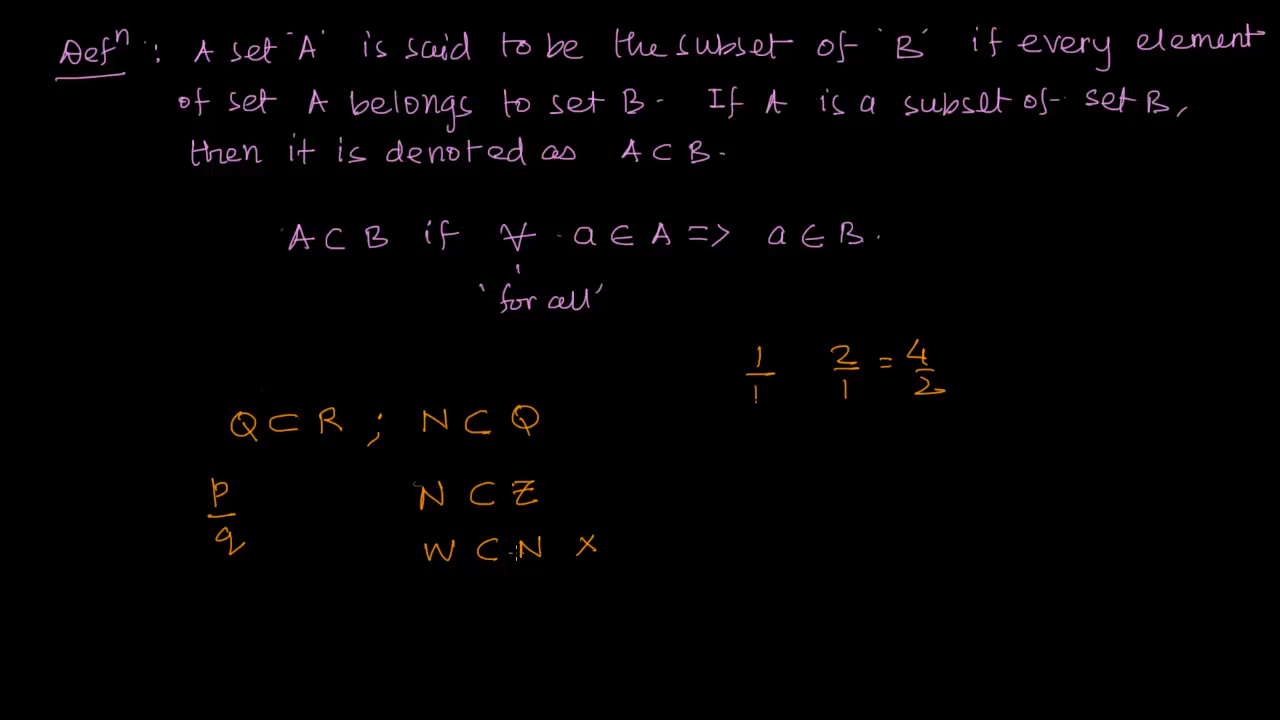 Defⁿ : A set 'A' is said to be the subset of 'B' if every element
of set A belongs to set B. If A is a subset of set B,
then it is denoted as A ⊂ B.
A ⊂ B if ∀ a ∈ A => a ∈ B.
'for all'
1/1 2/1 = 4/2
Q ⊂ R ; N ⊂ Q
p/q N ⊂ Z
W ⊂ N ×